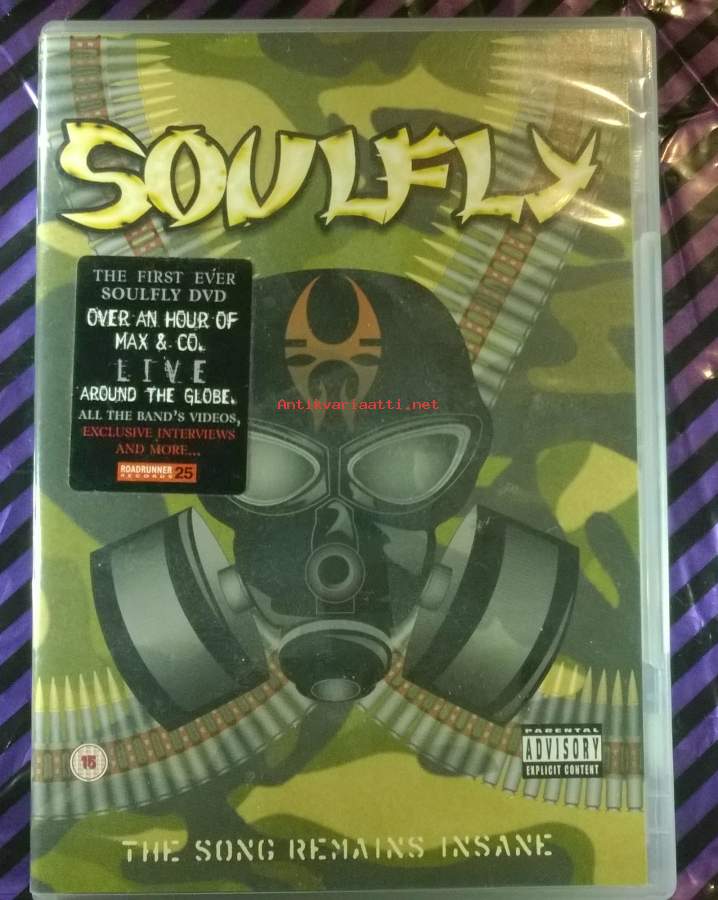 SOULFLY
THE FIRST EVER
SOULFLY DVD
OVER AN HOUR OF
MAX & CO.
LIVE
AROUND THE GLOBE.
ALL THE BAND'S VIDEOS,
EXCLUSIVE INTERVIEWS
AND MORE...
ROADRUNNER
RECORDS 25
Antikvariaatti.net
15
PARENTAL
ADVISORY
EXPLICIT CONTENT
THE SONG REMAINS INSANE